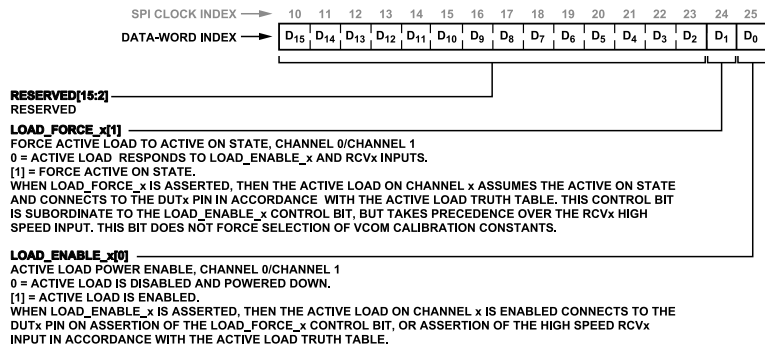 SPI CLOCK INDEX 10 11 12 13 14 15 16 17 18 19 20 21 22 23 24 25
DATA-WORD INDEX D15 D14 D13 D12 D11 D10 D9 D8 D7 D6 D5 D4 D3 D2 D1 D0
RESERVED[15:2]
RESERVED
LOAD_FORCE_x[1]
FORCE ACTIVE LOAD TO ACTIVE ON STATE, CHANNEL 0/CHANNEL 1
0 = ACTIVE LOAD RESPONDS TO LOAD_ENABLE_x AND RCVx INPUTS.
[1] = FORCE ACTIVE ON STATE.
WHEN LOAD_FORCE_x IS ASSERTED, THEN THE ACTIVE LOAD ON CHANNEL x ASSUMES THE ACTIVE ON STATE
AND CONNECTS TO THE DUTx PIN IN ACCORDANCE WITH THE ACTIVE LOAD TRUTH TABLE. THIS CONTROL BIT
IS SUBORDINATE TO THE LOAD_ENABLE_x CONTROL BIT, BUT TAKES PRECEDENCE OVER THE RCVx HIGH
SPEED INPUT. THIS BIT DOES NOT FORCE SELECTION OF VCOM CALIBRATION CONSTANTS.
LOAD_ENABLE_x[0]
ACTIVE LOAD POWER ENABLE, CHANNEL 0/CHANNEL 1
0 = ACTIVE LOAD IS DISABLED AND POWERED DOWN.
[1] = ACTIVE LOAD IS ENABLED.
WHEN LOAD_ENABLE_x IS ASSERTED, THEN THE ACTIVE LOAD ON CHANNEL x IS ENABLED CONNECTS TO THE
DUTx PIN ON ASSERTION OF THE LOAD_FORCE_x CONTROL BIT, OR ASSERTION OF THE HIGH SPEED RCVx
INPUT IN ACCORDANCE WITH THE ACTIVE LOAD TRUTH TABLE.